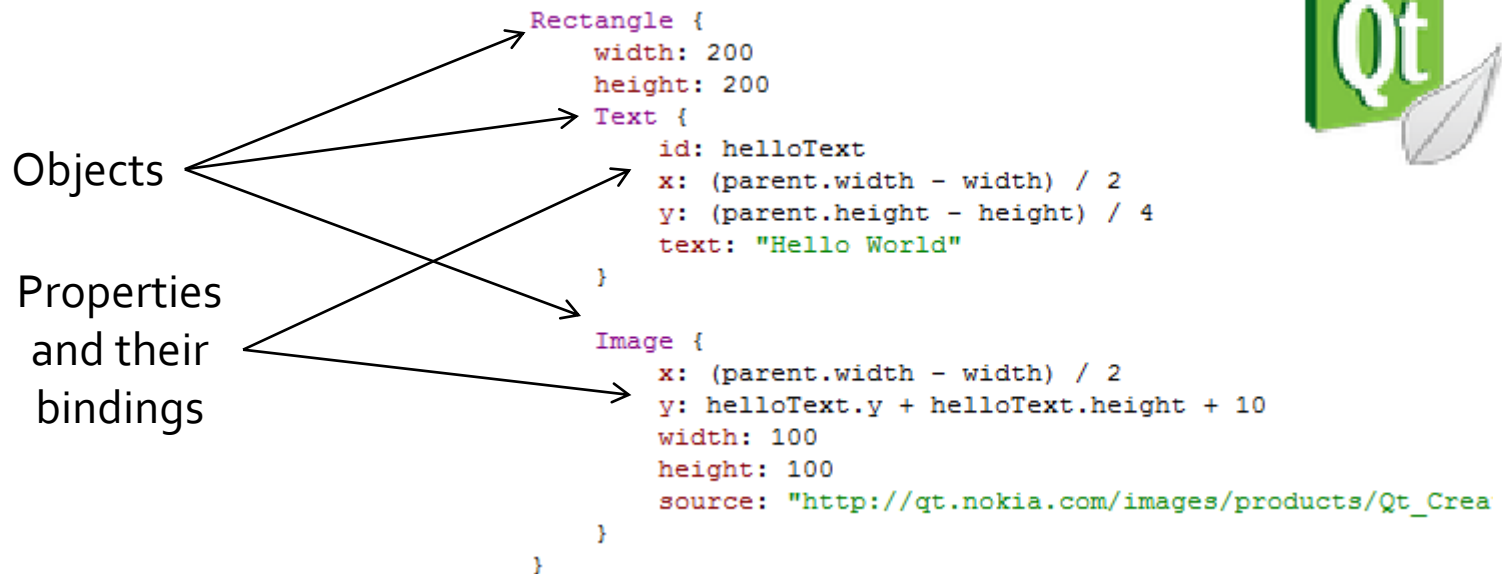 Rectangle {
width: 200
height: 200
Text {
id: helloText
x: (parent.width - width) / 2
y: (parent.height - height) / 4
text: "Hello World"
}
Image {
x: (parent.width - width) / 2
y: helloText.y + helloText.height + 10
width: 100
height: 100
source: "http://qt.nokia.com/images/products/Qt_Crea
}
}
Objects
Properties
and their
bindings
Qt